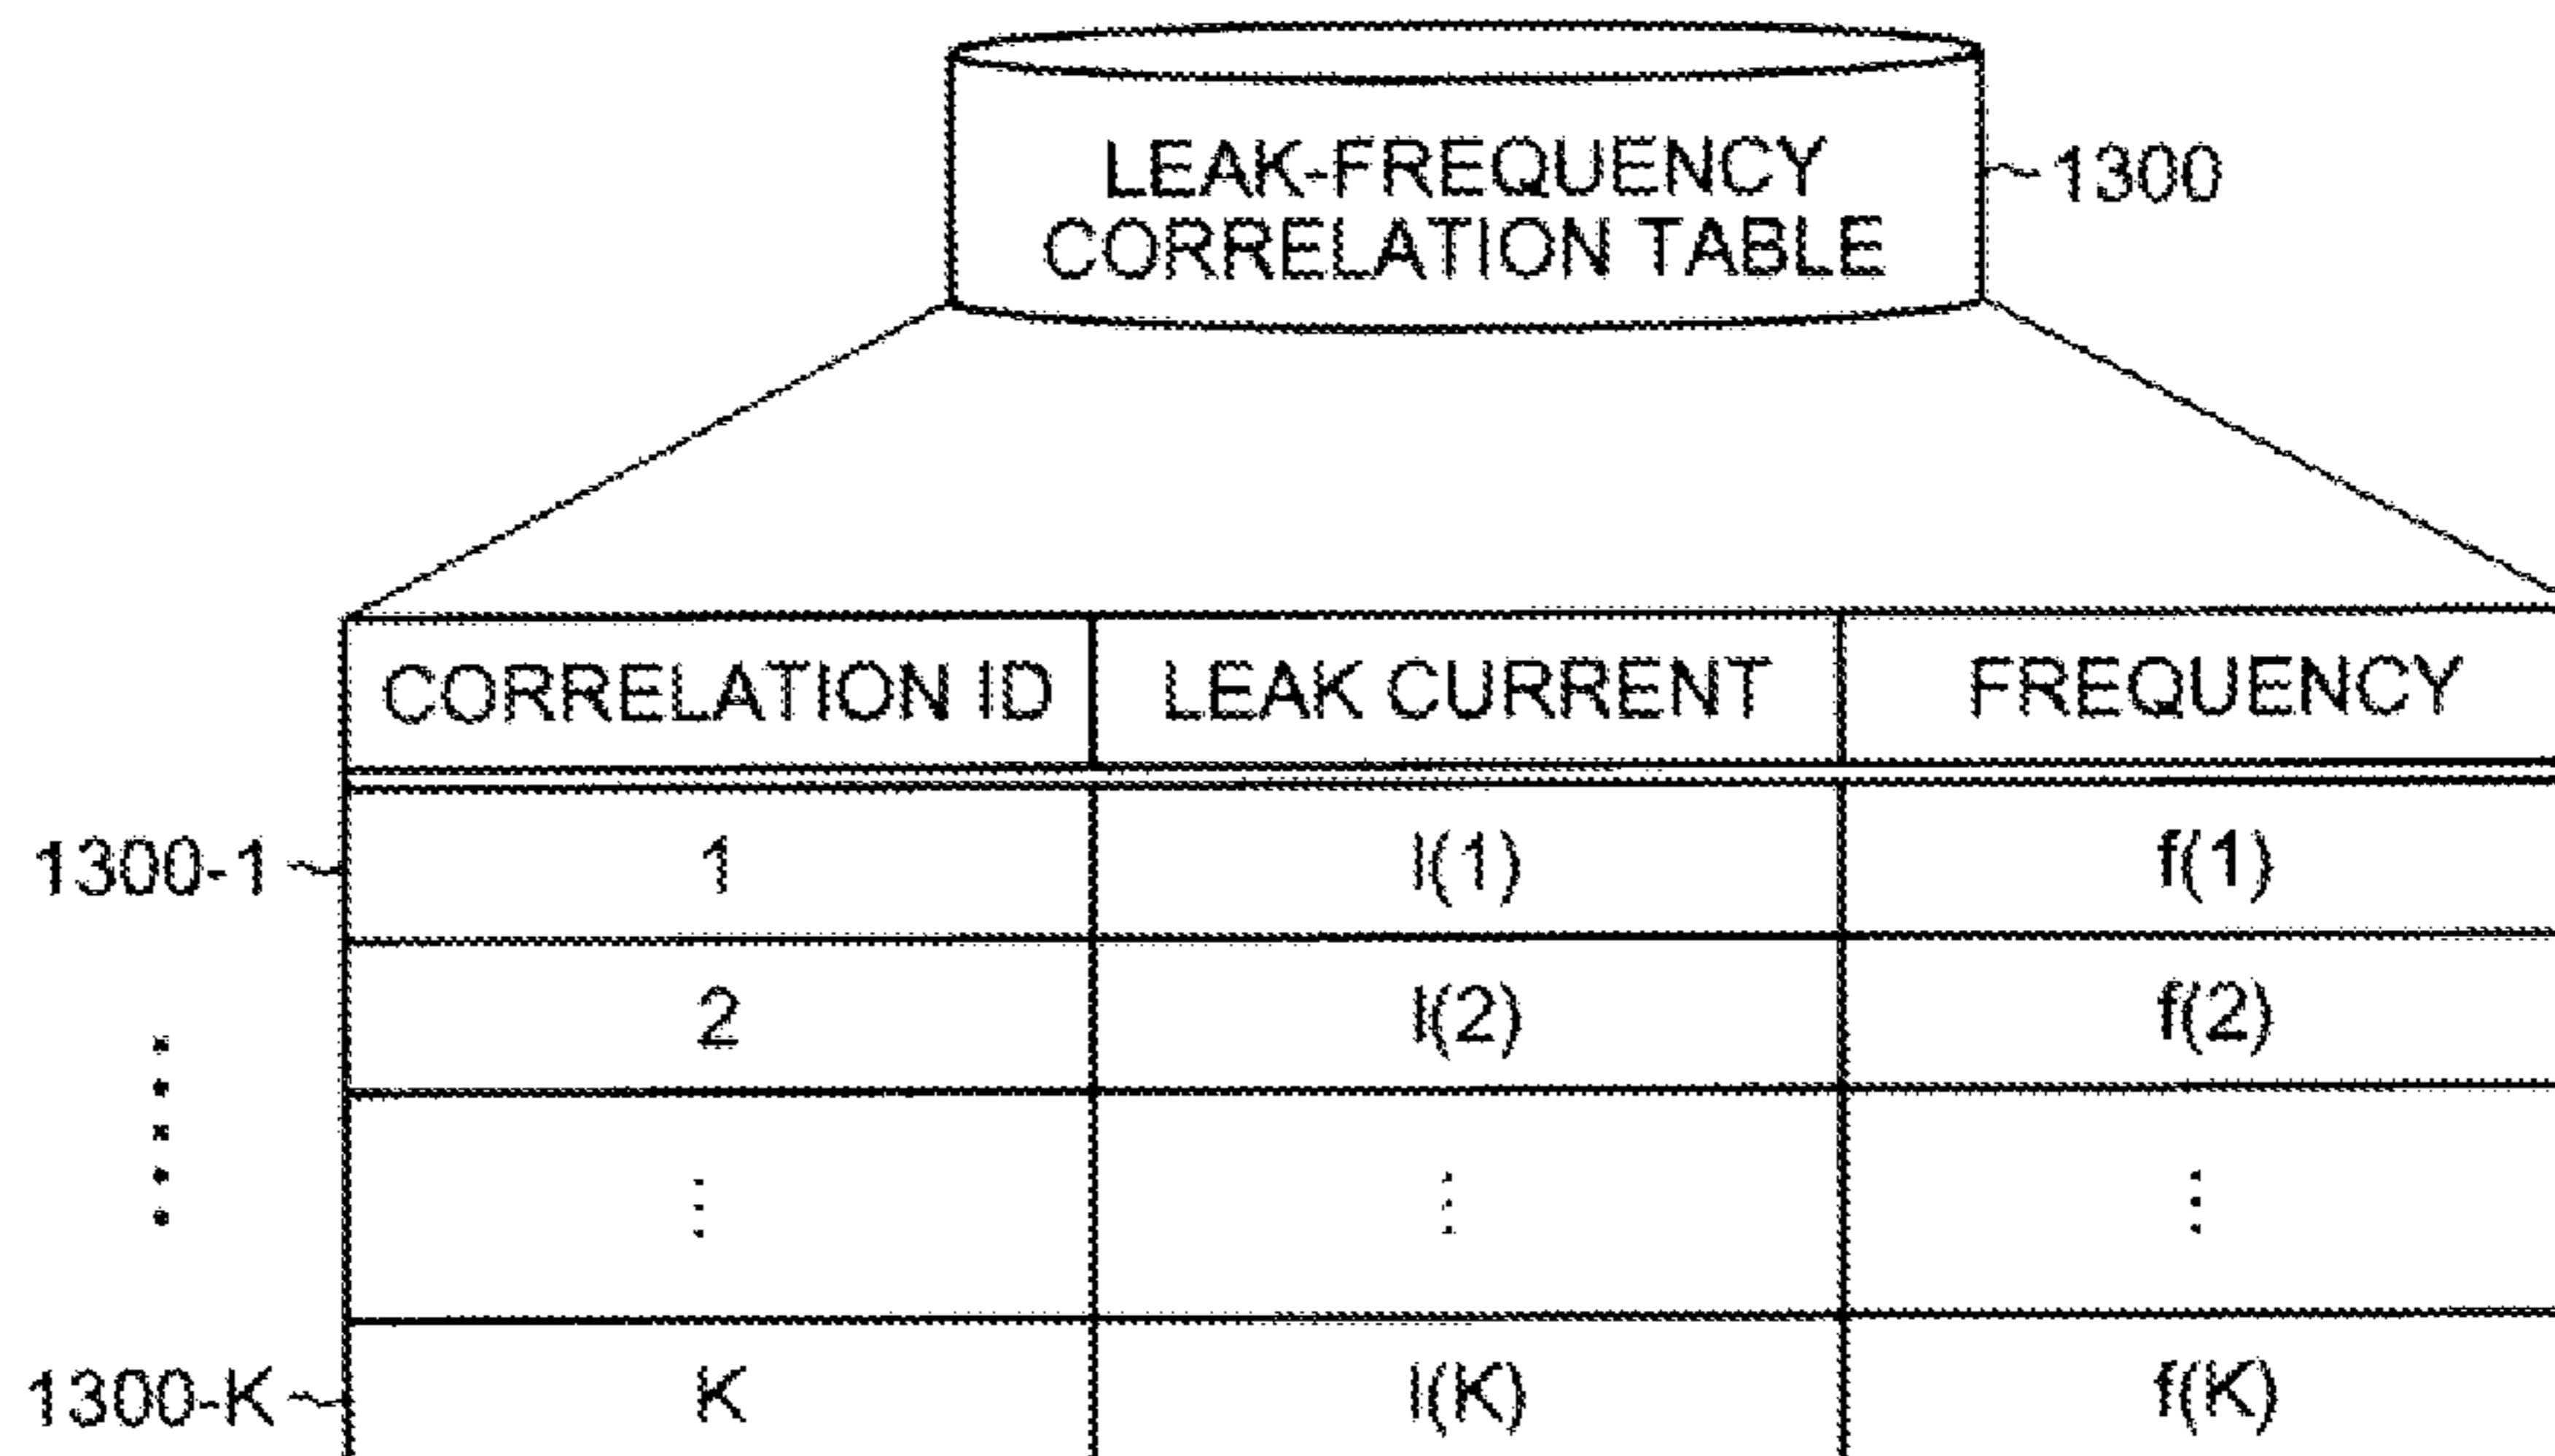 LEAK-FREQUENCY
CORRELATION TABLE
1300
CORRELATION ID LEAK CURRENT FREQUENCY
1300-1 1 I(1) f(1)
2 I(2) f(2)
⋮ ⋮ ⋮
1300-K K I(K) f(K)